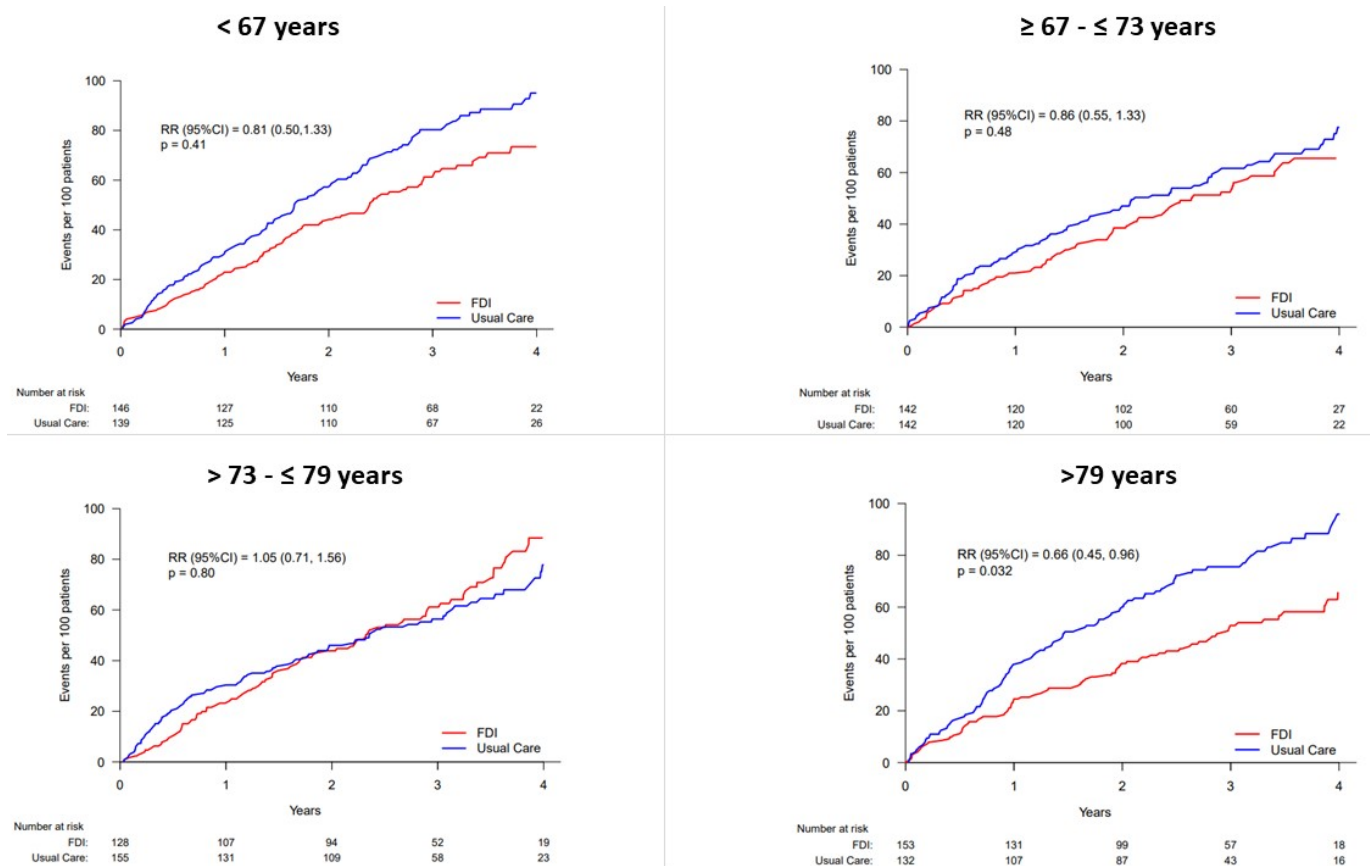 < 67 years
100
80
60
40
20
0
Events per 100 patients
RR (95%CI) = 0.81 (0.50,1.33)
p = 0.41
FDI
Usual Care
0 1 2 3 4
Years
Number at risk
FDI: 146 127 110 68 22
Usual Care: 139 125 110 67 26
≥ 67 - ≤ 73 years
100
80
60
40
20
0
Events per 100 patients
RR (95%CI) = 0.86 (0.55, 1.33)
p = 0.48
FDI
Usual Care
0 1 2 3 4
Years
Number at risk
FDI: 142 120 102 60 27
Usual Care: 142 120 100 59 22
> 73 - ≤ 79 years
100
80
60
40
20
0
Events per 100 patients
RR (95%CI) = 1.05 (0.71, 1.56)
p = 0.80
FDI
Usual Care
0 1 2 3 4
Years
Number at risk
FDI: 128 107 94 52 19
Usual Care: 155 131 109 58 23
>79 years
100
80
60
40
20
0
Events per 100 patients
RR (95%CI) = 0.66 (0.45, 0.96)
p = 0.032
FDI
Usual Care
0 1 2 3 4
Years
Number at risk
FDI: 153 131 99 57 18
Usual Care: 132 107 87 43 16